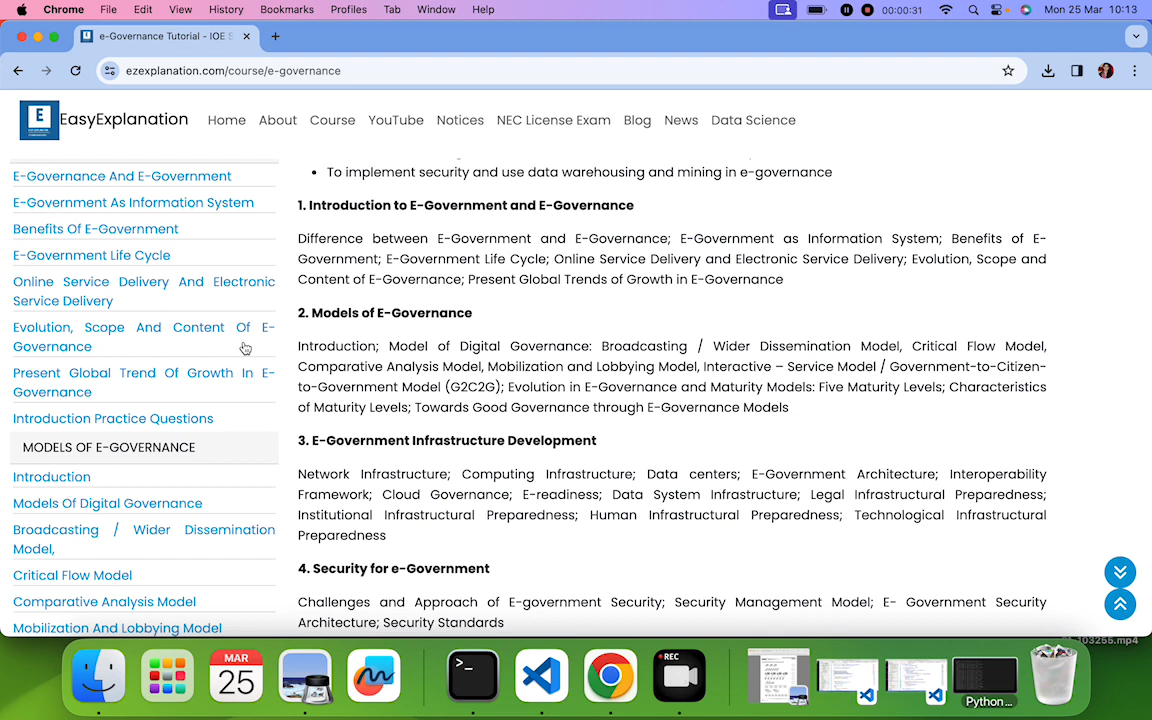 Chrome File Edit View History Bookmarks Profiles Tab Window Help 00:00:31 Mon 25 Mar 10:13
e-Governance Tutorial - IOE
ezexplanation.com/course/e-governance
E EasyExplanation Home About Course YouTube Notices NEC License Exam Blog News Data Science
E-Governance And E-Government
E-Government As Information System
Benefits Of E-Government
E-Government Life Cycle
Online Service Delivery And Electronic
Service Delivery
Evolution, Scope And Content Of E-
Governance
Present Global Trend Of Growth In E-
Governance
Introduction Practice Questions
MODELS OF E-GOVERNANCE
Introduction
Models Of Digital Governance
Broadcasting / Wider Dissemination
Model,
Critical Flow Model
Comparative Analysis Model
Mobilization And Lobbying Model
• To implement security and use data warehousing and mining in e-governance
1. Introduction to E-Government and E-Governance
Difference between E-Government and E-Governance; E-Government as Information System; Benefits of E-
Government; E-Government Life Cycle; Online Service Delivery and Electronic Service Delivery; Evolution, Scope and
Content of E-Governance; Present Global Trends of Growth in E-Governance
2. Models of E-Governance
Introduction; Model of Digital Governance: Broadcasting / Wider Dissemination Model, Critical Flow Model,
Comparative Analysis Model, Mobilization and Lobbying Model, Interactive – Service Model / Government-to-Citizen-
to-Government Model (G2C2G); Evolution in E-Governance and Maturity Models: Five Maturity Levels; Characteristics
of Maturity Levels; Towards Good Governance through E-Governance Models
3. E-Government Infrastructure Development
Network Infrastructure; Computing Infrastructure; Data centers; E-Government Architecture; Interoperability
Framework; Cloud Governance; E-readiness; Data System Infrastructure; Legal Infrastructural Preparedness;
Institutional Infrastructural Preparedness; Human Infrastructural Preparedness; Technological Infrastructural
Preparedness
4. Security for e-Government
Challenges and Approach of E-government Security; Security Management Model; E- Government Security
Architecture; Security Standards
103255.mp4
MAR
25
REC
Python...